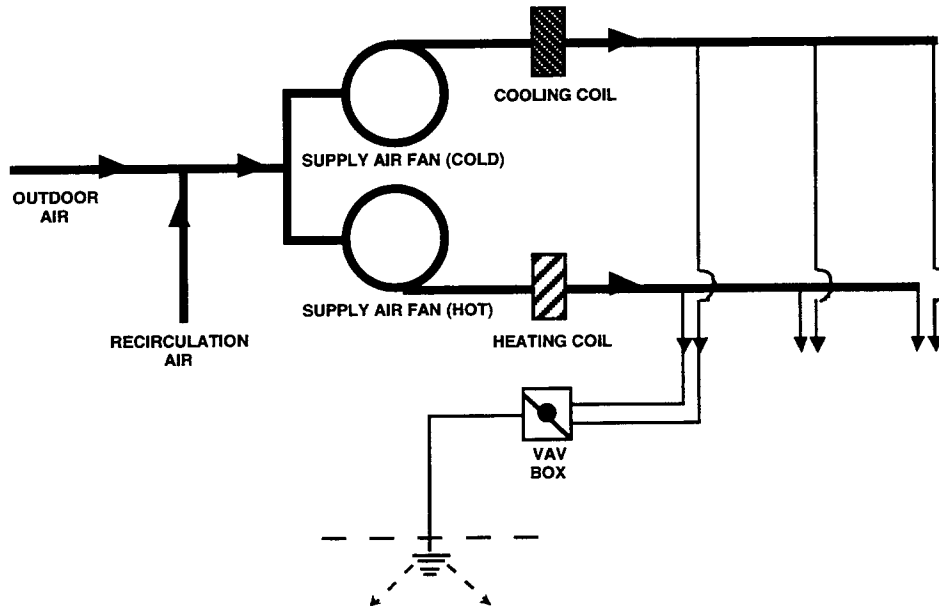 COOLING COIL
SUPPLY AIR FAN (COLD)
OUTDOOR
AIR
SUPPLY AIR FAN (HOT)
RECIRCULATION
AIR
HEATING COIL
VAV
BOX